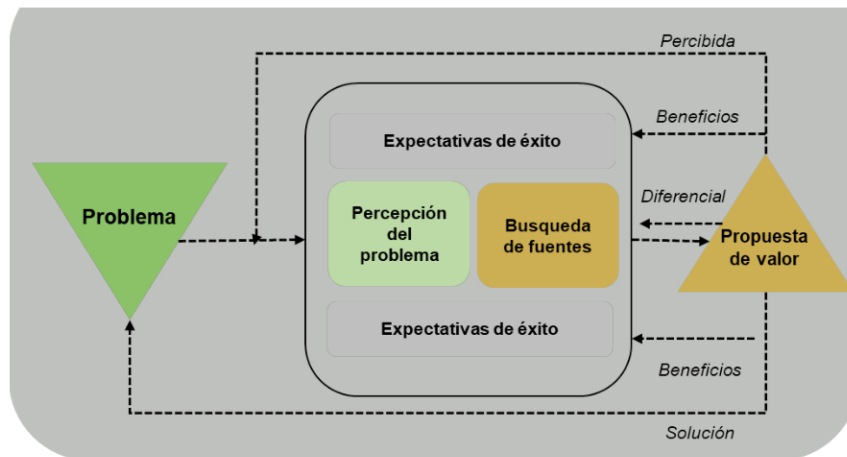 Percibida
Beneficios
Expectativas de éxito
Problema
Percepción
del
problema
Busqueda
de fuentes
Diferencial
Propuesta
de valor
Expectativas de éxito
Beneficios
Solución